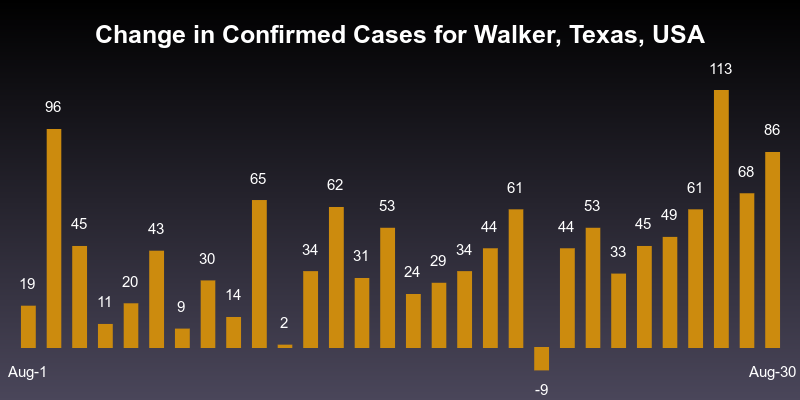 Change in Confirmed Cases for Walker, Texas, USA
19 96 45 11 20 43 9 30 14 65 2 34 62 31 53 24 29 34 44 61 -9 44 53 33 45 49 61 113 68 86
Aug-1 Aug-30